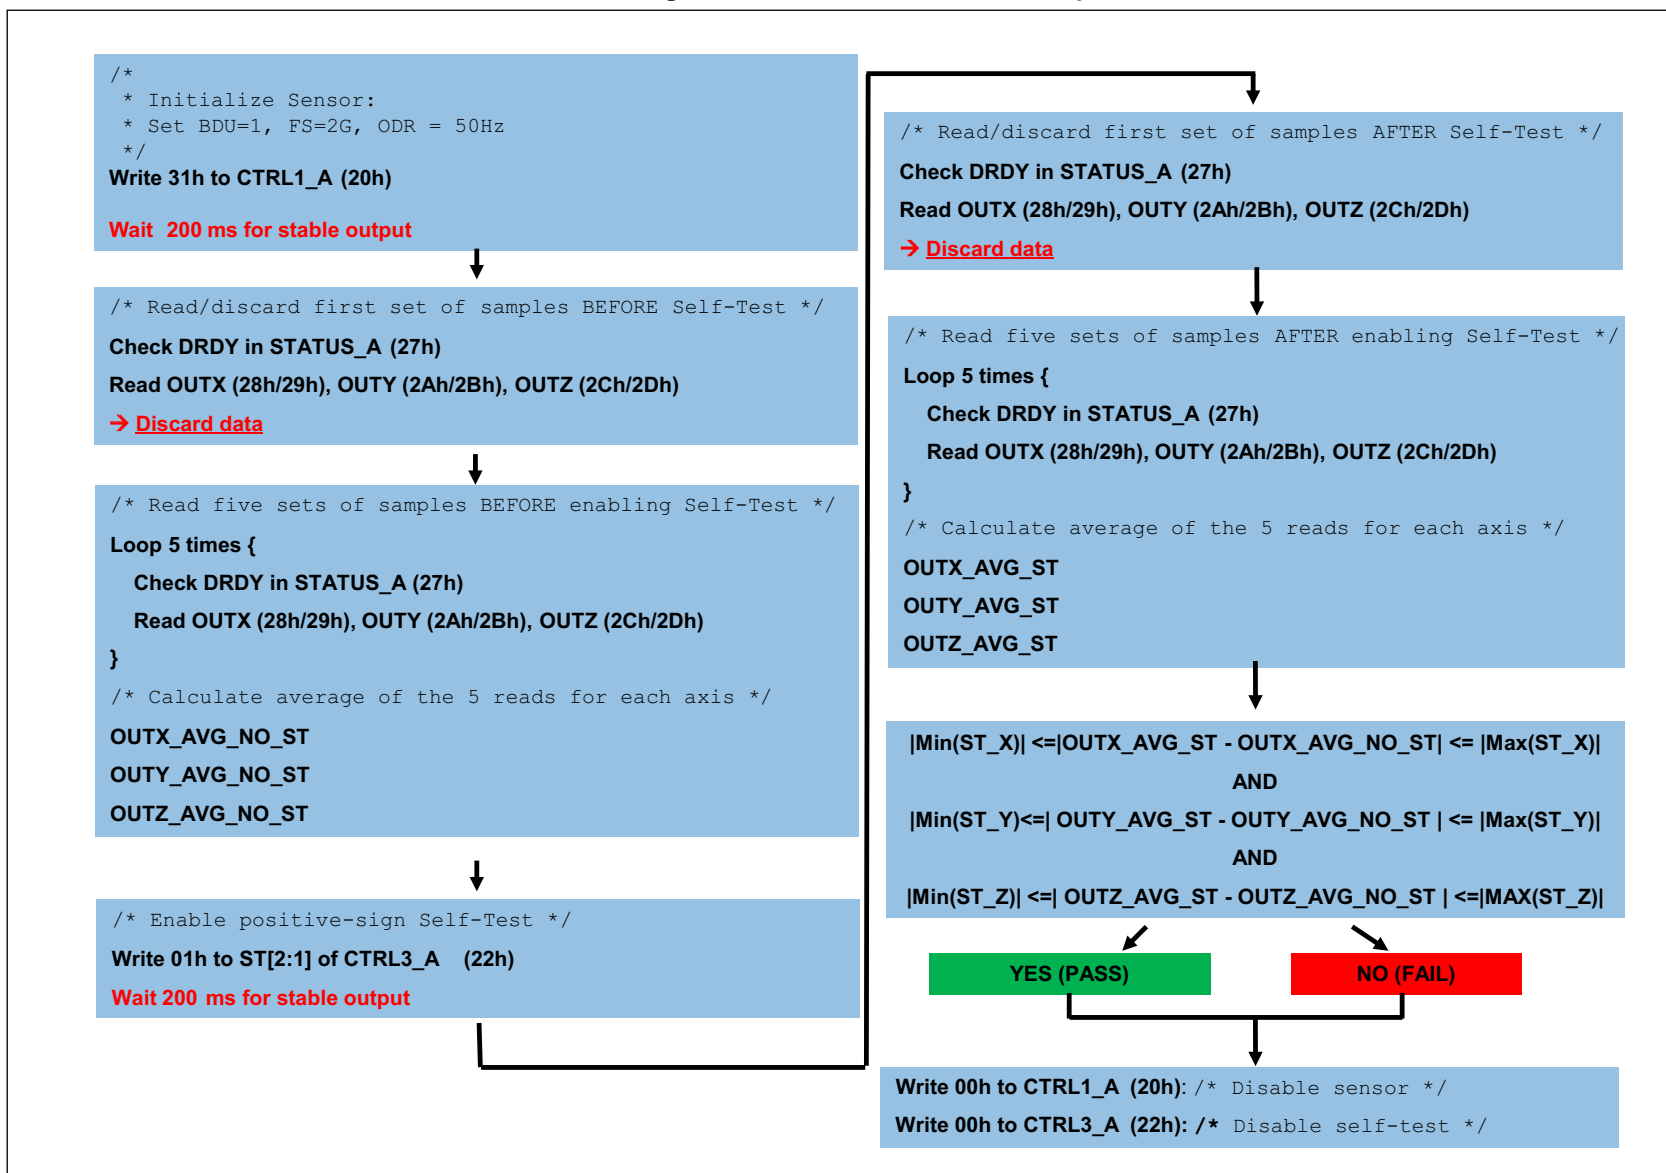 /*
* Initialize Sensor:
* Set BDU=1, FS=2G, ODR = 50Hz
*/
Write 31h to CTRL1_A (20h)
Wait 200 ms for stable output
/* Read/discard first set of samples BEFORE Self-Test */
Check DRDY in STATUS_A (27h)
Read OUTX (28h/29h), OUTY (2Ah/2Bh), OUTZ (2Ch/2Dh)
→ Discard data
/* Read five sets of samples BEFORE enabling Self-Test */
Loop 5 times {
Check DRDY in STATUS_A (27h)
Read OUTX (28h/29h), OUTY (2Ah/2Bh), OUTZ (2Ch/2Dh)
}
/* Calculate average of the 5 reads for each axis */
OUTX_AVG_NO_ST
OUTY_AVG_NO_ST
OUTZ_AVG_NO_ST
/* Enable positive-sign Self-Test */
Write 01h to ST[2:1] of CTRL3_A (22h)
Wait 200 ms for stable output
/* Read/discard first set of samples AFTER Self-Test */
Check DRDY in STATUS_A (27h)
Read OUTX (28h/29h), OUTY (2Ah/2Bh), OUTZ (2Ch/2Dh)
→ Discard data
/* Read five sets of samples AFTER enabling Self-Test */
Loop 5 times {
Check DRDY in STATUS_A (27h)
Read OUTX (28h/29h), OUTY (2Ah/2Bh), OUTZ (2Ch/2Dh)
}
/* Calculate average of the 5 reads for each axis */
OUTX_AVG_ST
OUTY_AVG_ST
OUTZ_AVG_ST
|Min(ST_X)| <=|OUTX_AVG_ST - OUTX_AVG_NO_ST| <= |Max(ST_X)|
AND
|Min(ST_Y)<=| OUTY_AVG_ST - OUTY_AVG_NO_ST | <= |Max(ST_Y)|
AND
|Min(ST_Z)| <=| OUTZ_AVG_ST - OUTZ_AVG_NO_ST | <=|MAX(ST_Z)|
YES (PASS)
NO (FAIL)
Write 00h to CTRL1_A (20h): /* Disable sensor */
Write 00h to CTRL3_A (22h): /* Disable self-test */